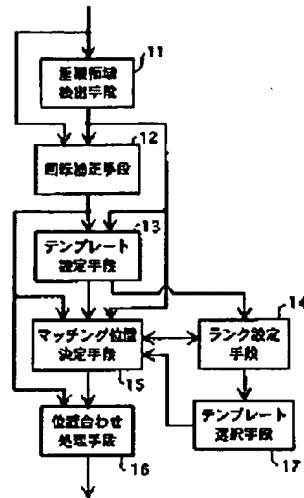 11
重複領域
検出手段
12
回転補正手段
13
テンプレート
設定手段
14
マッチング位置
決定手段
15
ランク設定
手段
位置合わせ
処理手段
16
テンプレート
選択手段
17